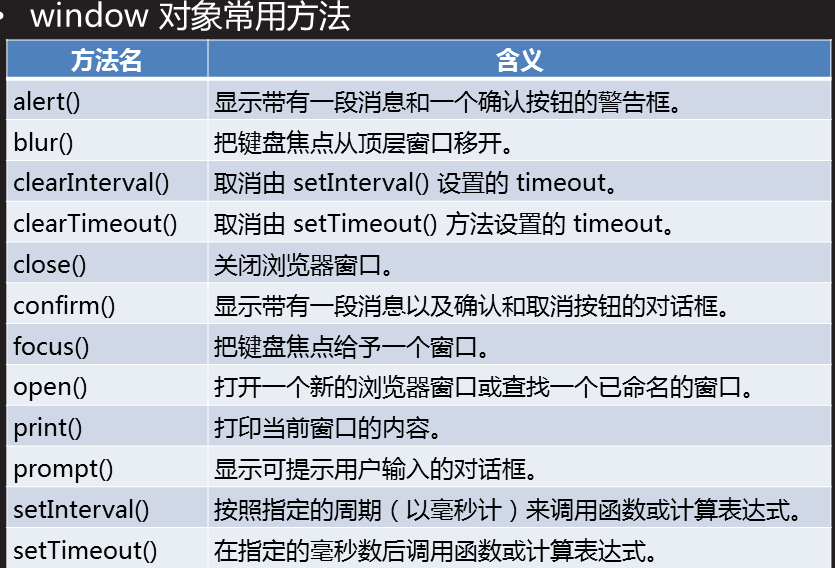 • window 对象常用方法
方法名 含义
alert() 显示带有一段消息和一个确认按钮的警告框。
blur() 把键盘焦点从顶层窗口移开。
clearInterval() 取消由 setInterval() 设置的 timeout。
clearTimeout() 取消由 setTimeout() 方法设置的 timeout。
close() 关闭浏览器窗口。
confirm() 显示带有一段消息以及确认和取消按钮的对话框。
focus() 把键盘焦点给予一个窗口。
open() 打开一个新的浏览器窗口或查找一个已命名的窗口。
print() 打印当前窗口的内容。
prompt() 显示可提示用户输入的对话框。
setInterval() 按照指定的周期（以毫秒计）来调用函数或计算表达式。
setTimeout() 在指定的毫秒数后调用函数或计算表达式。